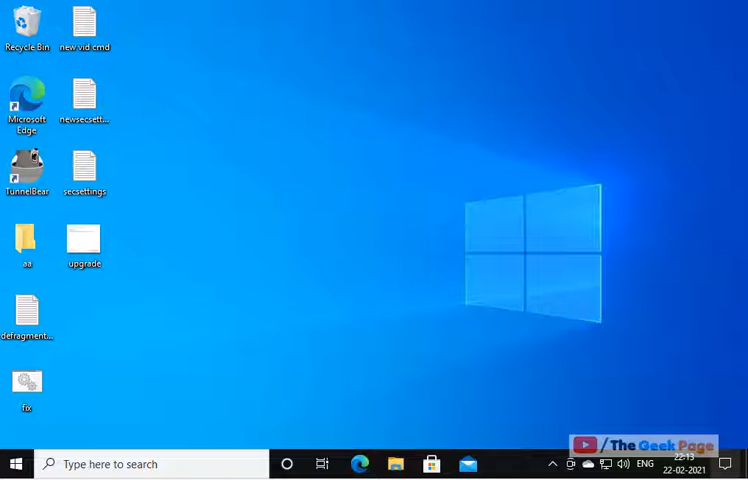 Recycle Bin
new vid cmd
Microsoft
Edge
newsecsett...
TunnelBear
secsettings
aa
upgrade
defragment...
fix
/The Geek Page
Type here to search
ENG
22:13
22-02-2021